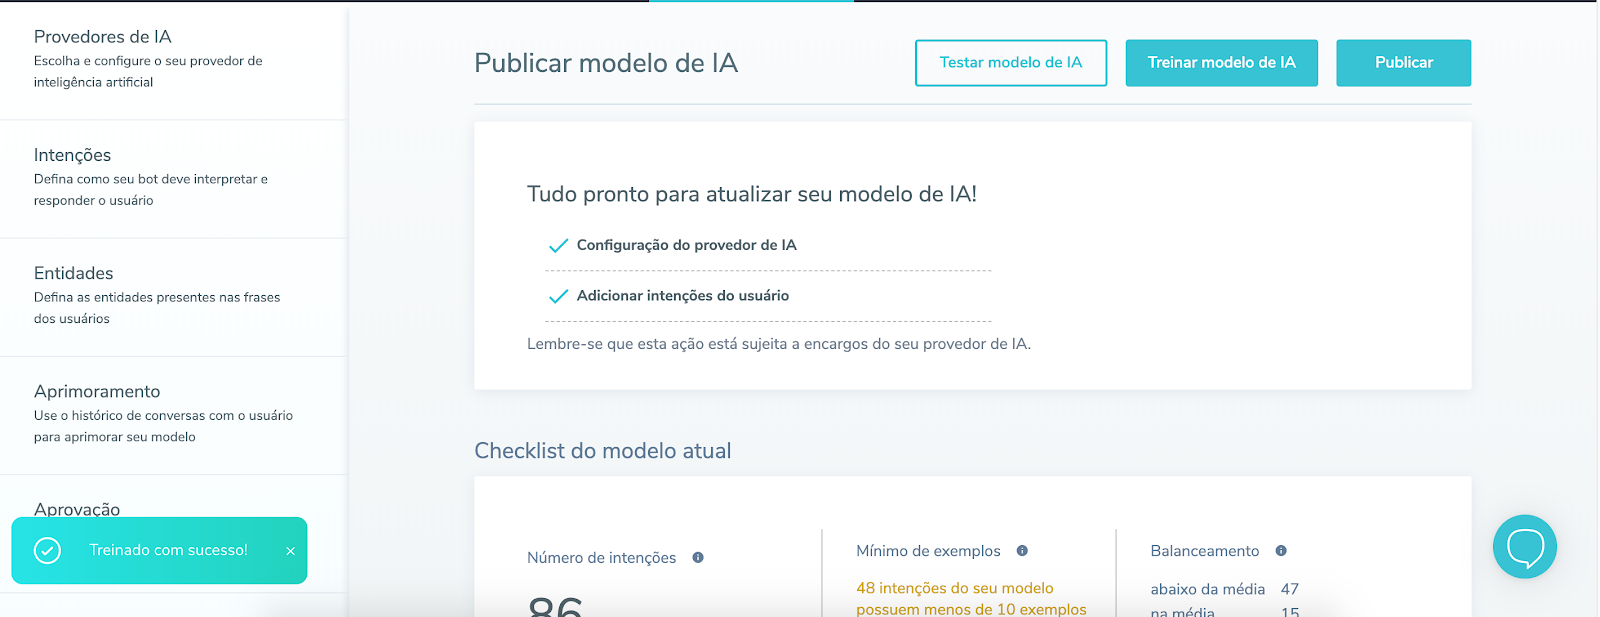 Provedores de IA
Escolha e configure o seu provedor de
inteligência artificial
Intenções
Defina como seu bot deve interpretar e
responder o usuário
Entidades
Defina as entidades presentes nas frases
dos usuários
Aprimoramento
Use o histórico de conversas com o usuário
para aprimorar seu modelo
Aprovação
Treinado com sucesso!
Publicar modelo de IA
Testar modelo de IA
Treinar modelo de IA
Publicar
Tudo pronto para atualizar seu modelo de IA!
Configuração do provedor de IA
Adicionar intenções do usuário
Lembre-se que esta ação está sujeita a encargos do seu provedor de IA.
Checklist do modelo atual
Número de intenções
86
Mínimo de exemplos
48 intenções do seu modelo
possuem menos de 10 exemplos
Balanceamento
abaixo da média 47
na média 15